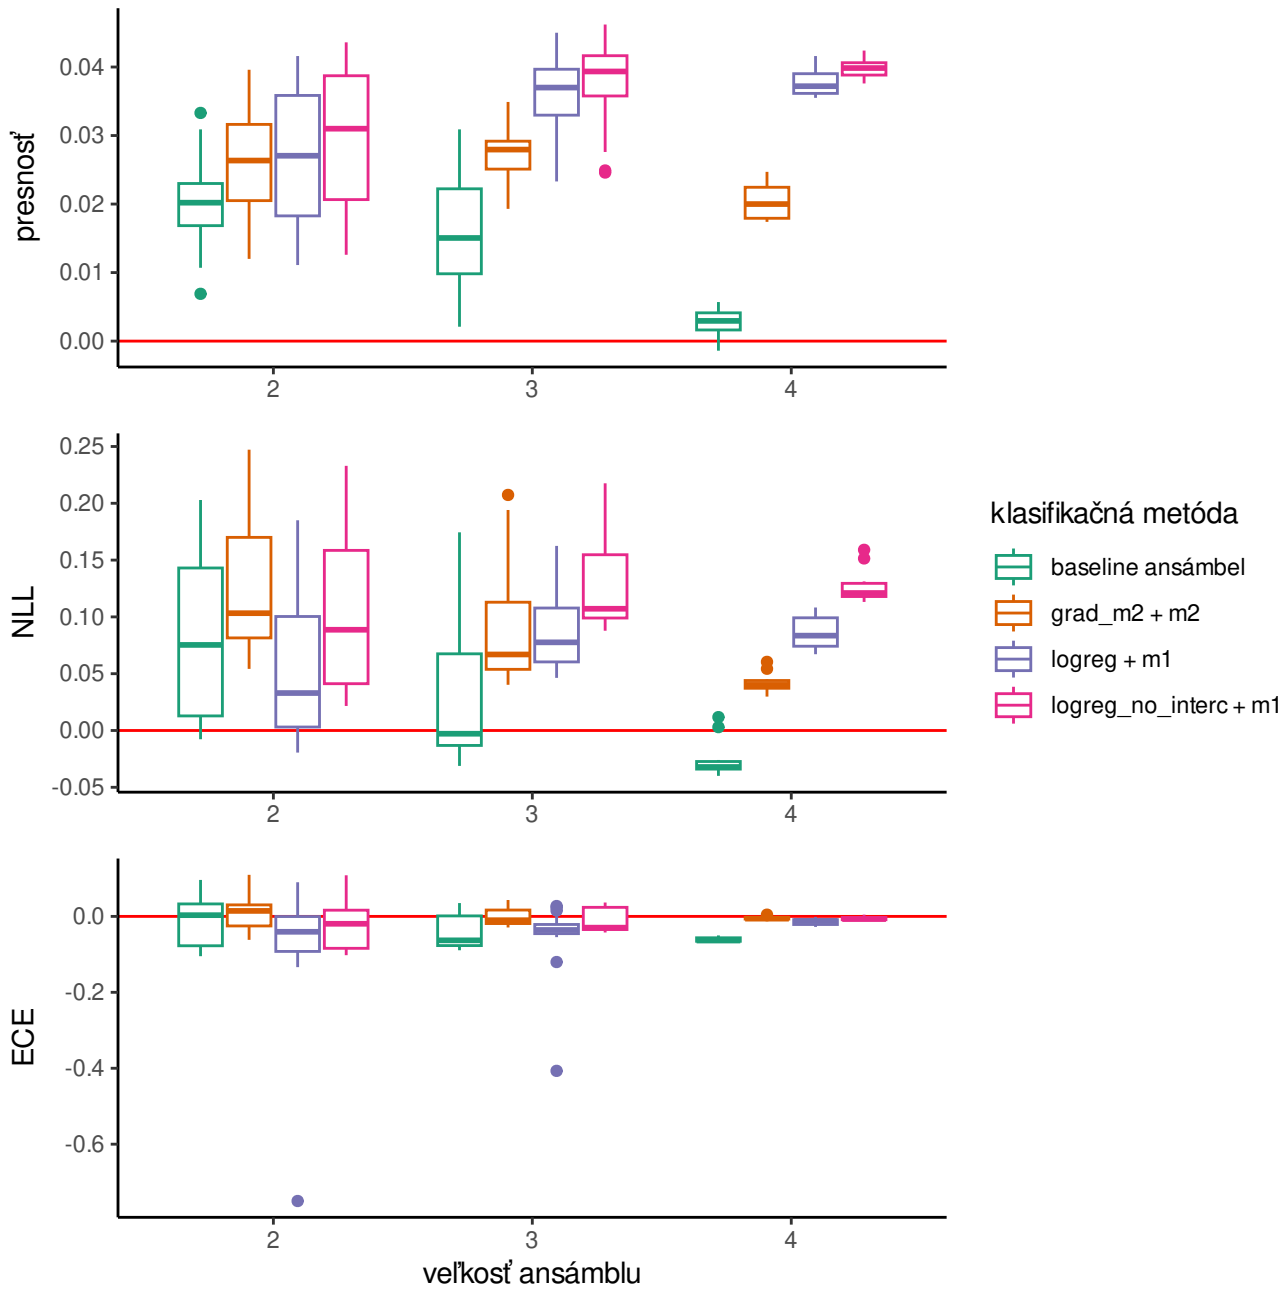 presnosť
0.04
0.03
0.02
0.01
0.00
2 3 4
NLL
0.25
0.20
0.15
0.10
0.05
0.00
-0.05
2 3 4
klasifikačná metóda
baseline ansámbel
grad_m2 + m2
logreg + m1
logreg_no_interc + m1
ECE
0.0
-0.2
-0.4
-0.6
2 3 4
veľkosť ansámblu